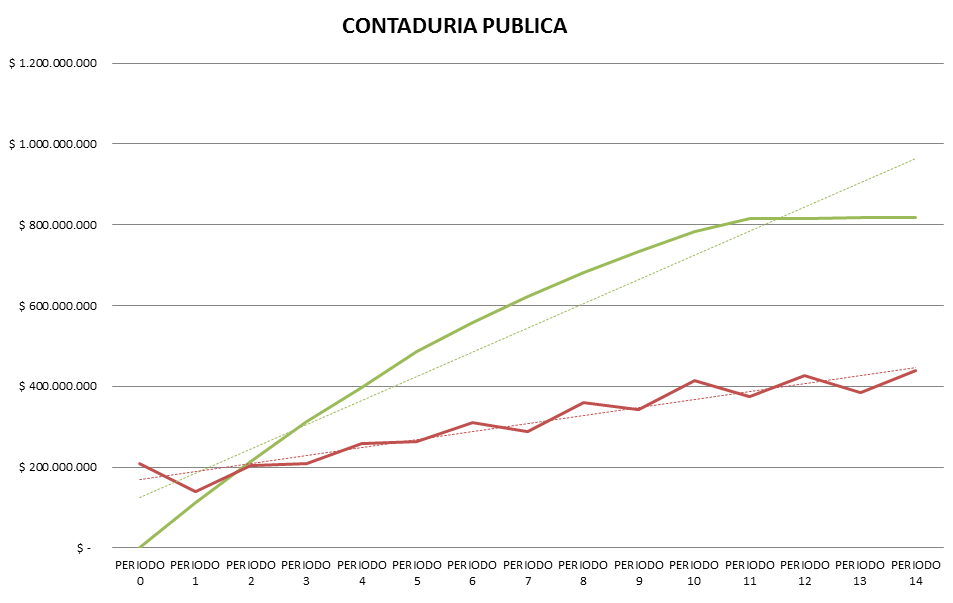 CONTADURIA PUBLICA
$ 1.200.000.000
$ 1.000.000.000
$ 800.000.000
$ 600.000.000
$ 400.000.000
$ 200.000.000
$ -
PERIODO PERIODO PERIODO PERIODO PERIODO PERIODO PERIODO PERIODO PERIODO PERIODO PERIODO PERIODO PERIODO PERIODO PERIODO
0 1 2 3 4 5 6 7 8 9 10 11 12 13 14